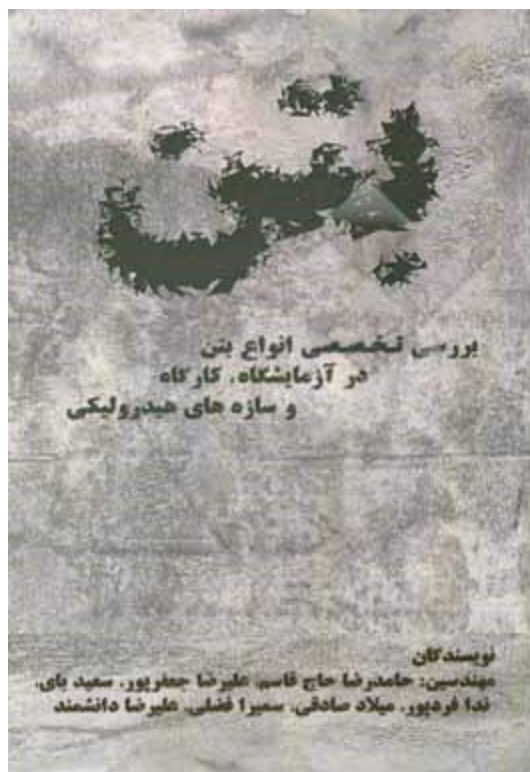 بتن
بررسی تخصصی انواع بتن
در آزمایشگاه، کارگاه
و سازه های هیدرولیکی
نویسندگان
مهندسین: حامدرضا حاج قاسم، علیرضا جعفرپور، سعید بای،
ندا فردپور، میلاد صادقی، سمیرا فضلی، علیرضا دانشمند